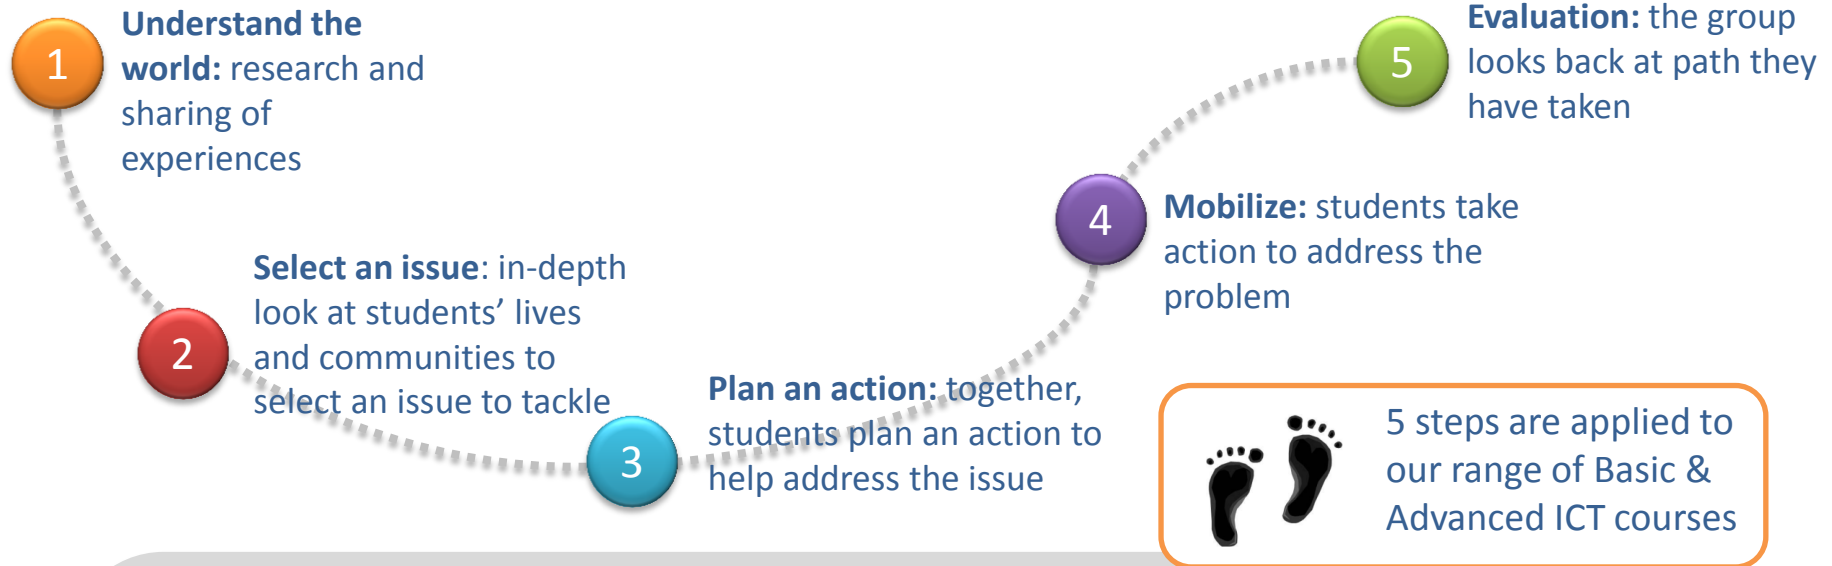 1
Understand the
world: research and
sharing of
experiences
2
Select an issue: in-depth
look at students’ lives
and communities to
select an issue to tackle
3
Plan an action: together,
students plan an action to
help address the issue
4
Mobilize: students take
action to address the
problem
5
Evaluation: the group
looks back at path they
have taken
5 steps are applied to
our range of Basic &
Advanced ICT courses